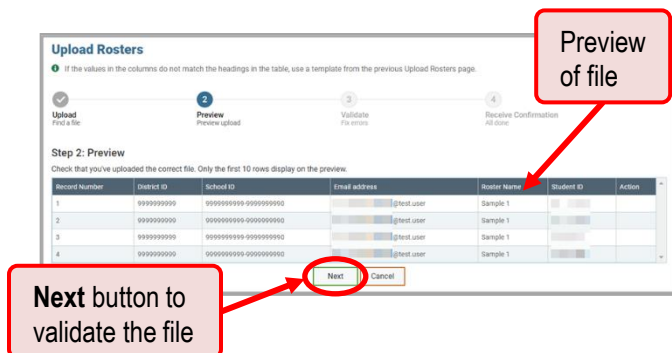 Upload Rosters
If the values in the columns do not match the headings in the table, use a template from the previous Upload Rosters page.
Preview
of file
2 3 4
Upload Preview Validate Receive Confirmation
Find a file Preview upload Fix errors All done
Step 2: Preview
Check that you've uploaded the correct file. Only the first 10 rows display on the preview.
Record Number District ID School ID Email address Roster Name Student ID Action
1 9999999999 9999999999-9999999990 @test.user Sample 1
2 9999999999 9999999999-9999999990 @test.user Sample 1
3 9999999999 9999999999-9999999990 @test.user Sample 1
4 9999999999 9999999999-9999999990 @test.user Sample 1
Next Cancel
Next button to
validate the file